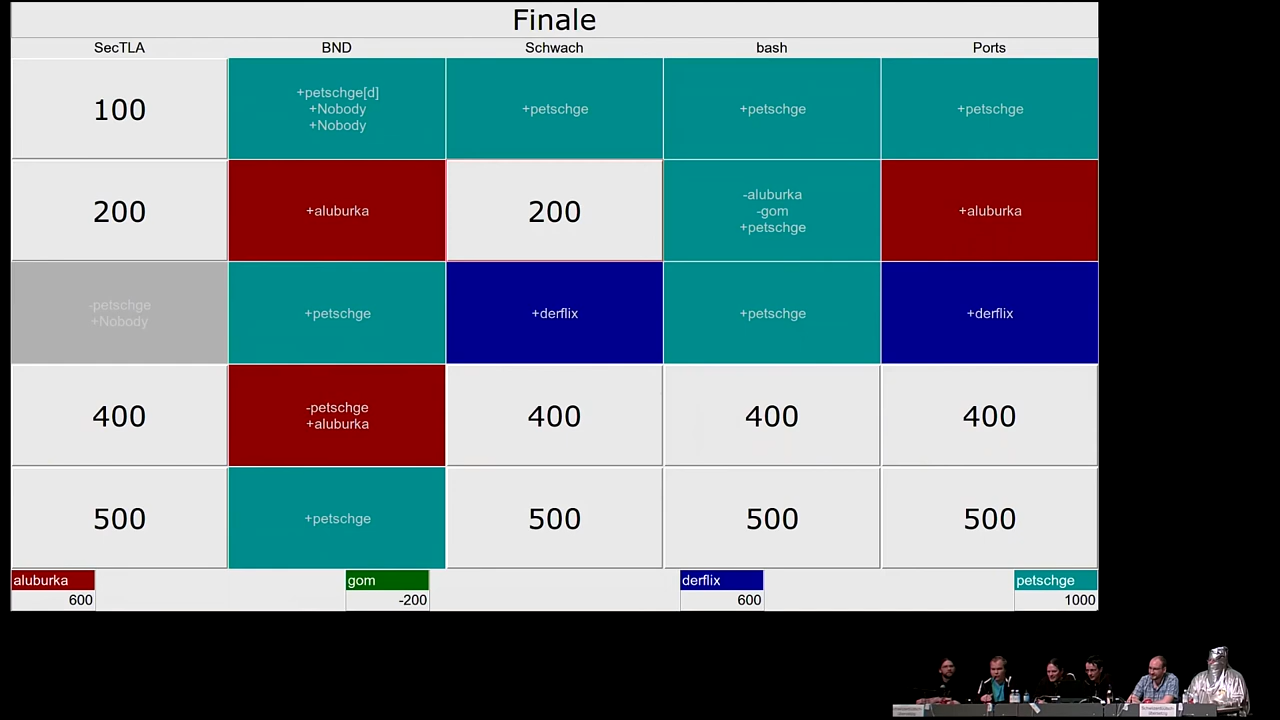 Finale
SecTLA BND Schwach bash Ports
100
+petschge[d]
+Nobody
+Nobody
+petschge
+petschge
+petschge
200
+aluburka
200
-aluburka
-gom
+petschge
+aluburka
-petschge
+Nobody
+petschge
+derflix
+petschge
+derflix
400
-petschge
+aluburka
400
400
400
500
+petschge
500
500
500
aluburka gom derflix petschge
600 -200 600 1000